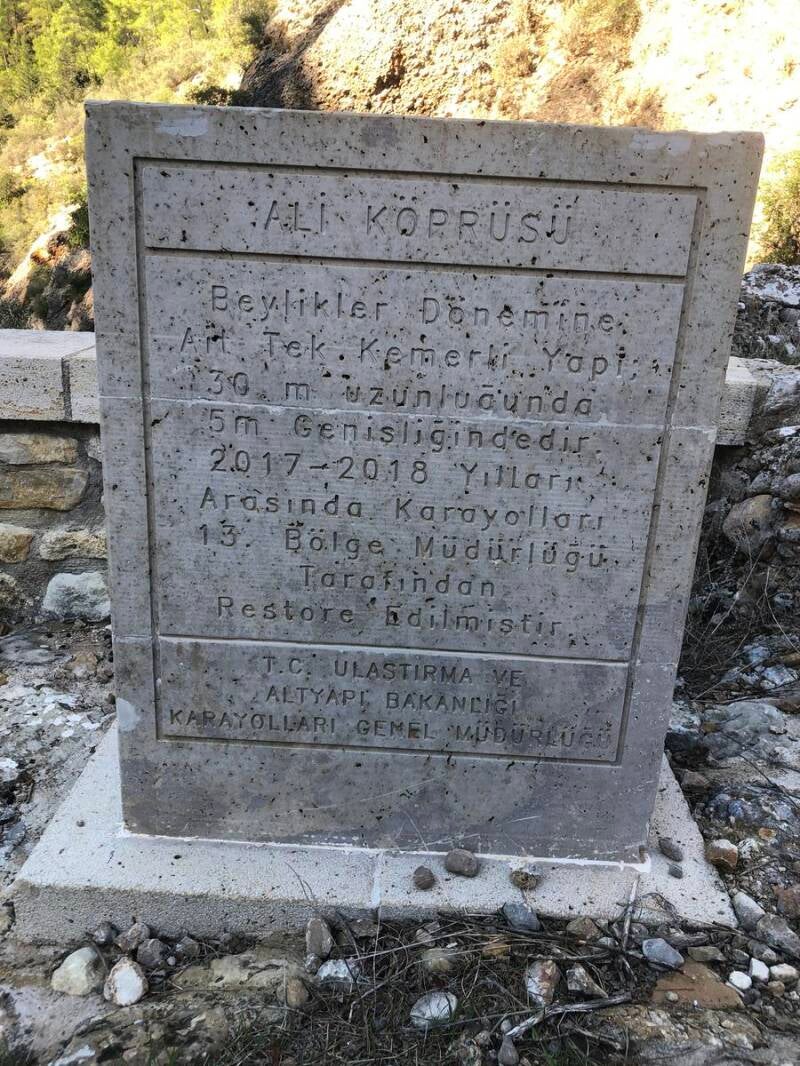 ALİ KÖPRÜSÜ
Beylikler Dönemine
Ait Tek Kemerli Yapı,
30 m uzunluğunda
5m Genişliğindedir.
2017-2018 Yılları
Arasında Karayolları
13. Bölge Müdürlüğü
Tarafından
Restore Edilmiştir.
T.C. ULAŞTIRMA VE
ALTYAPI BAKANLIĞI
KARAYOLLARI GENEL MÜDÜRLÜĞÜ